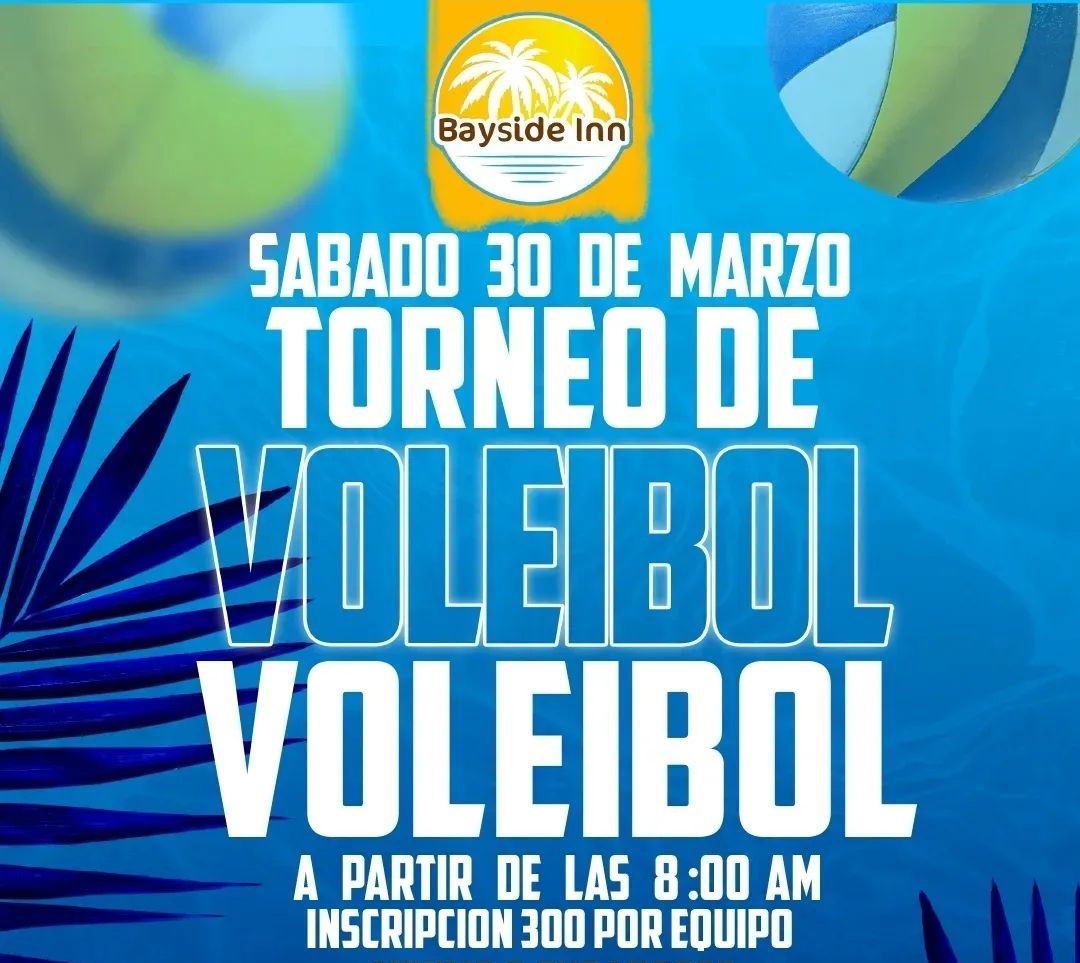 Bayside Inn
SABADO 30 DE MARZO
TORNEO DE
VOLEIBOL
VOLEIBOL
A PARTIR DE LAS 8:00 AM
INSCRIPCION 300 POR EQUIPO